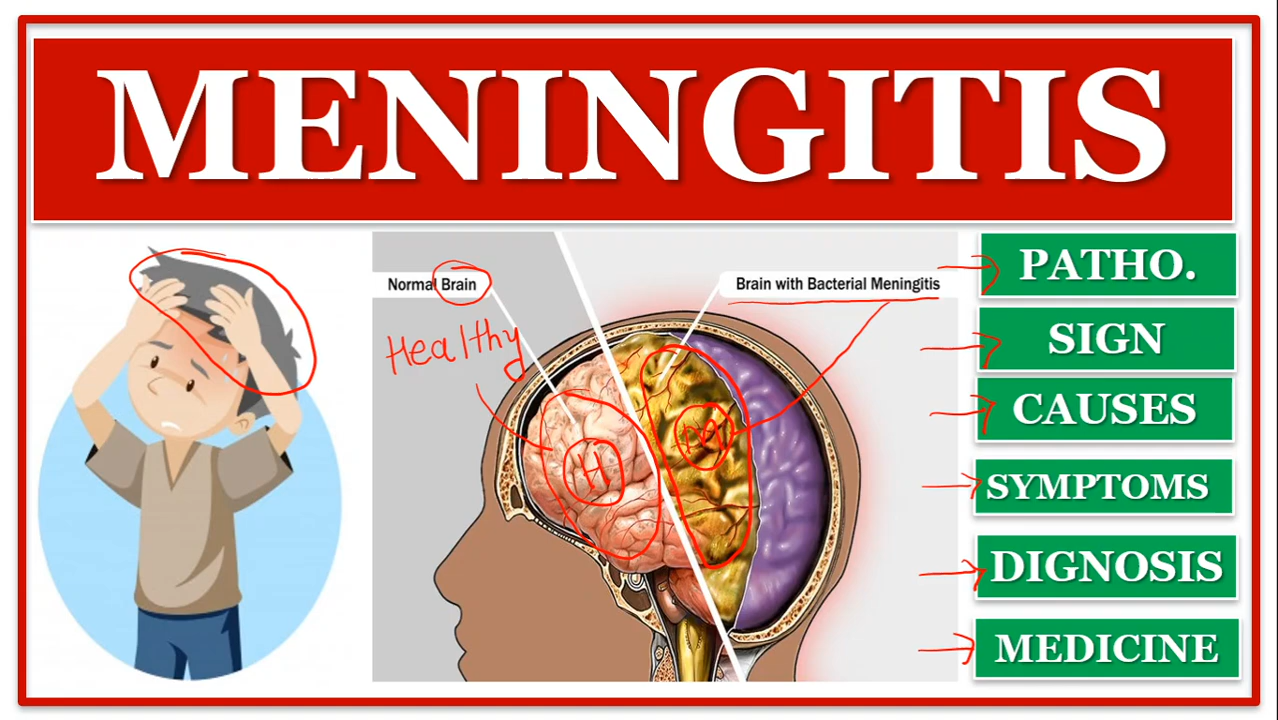 MENINGITIS
Normal Brain
Brain with Bacterial Meningitis
Healthy
H
M
PATHO.
SIGN
CAUSES
SYMPTOMS
DIGNOSIS
MEDICINE